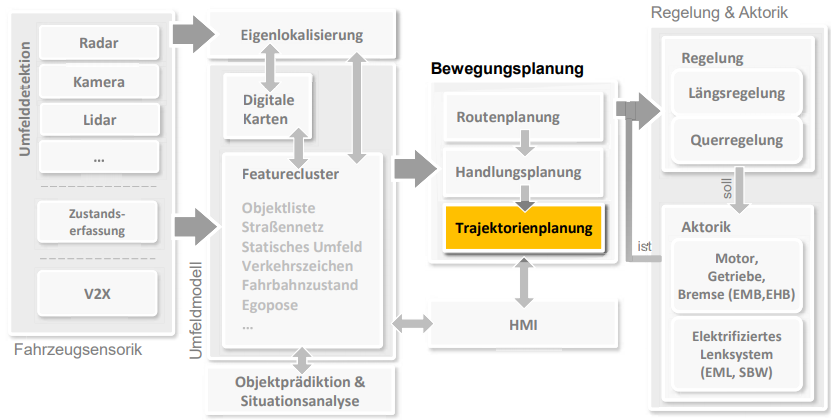 Umfelddetektion
Radar
Kamera
Lidar
...
Zustands-
erfassung
V2X
Fahrzeugsensorik
Eigenlokalisierung
Umfeldmodell
Digitale
Karten
Featurecluster
Objektliste
Straßennetz
Statisches Umfeld
Verkehrszeichen
Fahrbahnzustand
Egopose
...
Objektprädiktion &
Situationsanalyse
Bewegungsplanung
Routenplanung
Handlungsplanung
Trajektorienplanung
HMI
Regelung & Aktorik
Regelung
Längsregelung
Querregelung
soll
ist
Aktorik
Motor,
Getriebe,
Bremse (EMB,EHB)
Elektrifiziertes
Lenksystem
(EML, SBW)